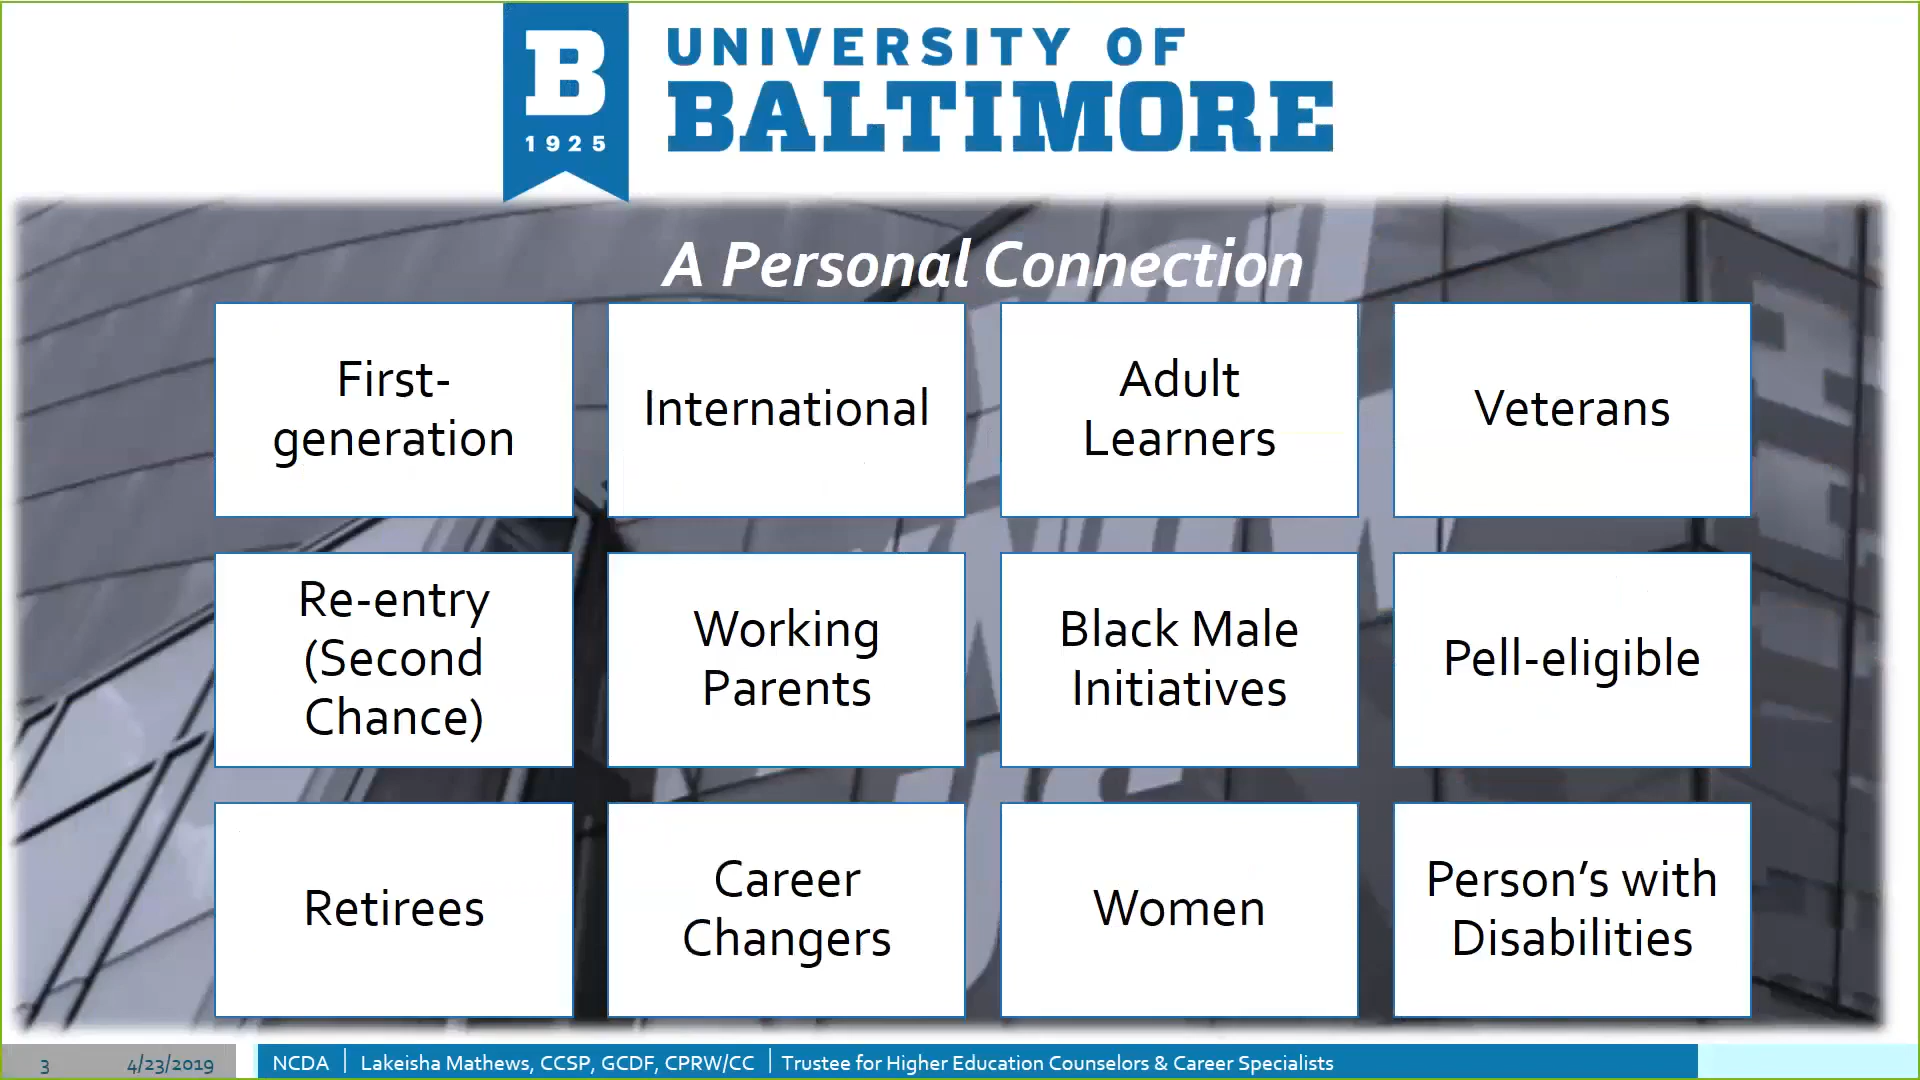 B
1925
UNIVERSITY OF
BALTIMORE
A Personal Connection
First-
generation
International
Adult
Learners
Veterans
Re-entry
(Second
Chance)
Working
Parents
Black Male
Initiatives
Pell-eligible
Retirees
Career
Changers
Women
Person’s with
Disabilities
3
4/23/2019
NCDA | Lakeisha Mathews, CCSP, GCDF, CPRW/CC | Trustee for Higher Education Counselors & Career Specialists